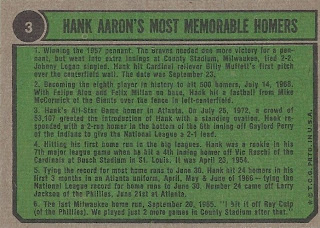 3
HANK AARON'S MOST MEMORABLE HOMERS
1. Winning the 1957 pennant. The Braves needed one more victory for a pen-
nant, but went into extra innings at County Stadium, Milwaukee, tied 2-2.
Johnny Logan singled. Hank hit Cardinal reliever Billy Muffett's first pitch
over the centerfield wall. The date was September 23.
2. Becoming the eighth player in history to hit 500 homers, July 14, 1968.
With Felipe Alou and Felix Millan on base, Hank hit a fastball from Mike
McCormick of the Giants over the fence in left-centerfield.
3. Hank's All-Star Game homer in Atlanta. On July 25, 1972, a crowd of
53,107 greeted the introduction of Hank with a standing ovation. Hank re-
sponded with a 2-run homer in the bottom of the 6th inning off Gaylord Perry
of the Indians to give the National League a 2-1 lead.
4. Hitting his first home run in the big leagues. Hank was a rookie in his
7th major league game when he hit a 4th inning homer off Vic Raschi of the
Cardinals at Busch Stadium in St. Louis. It was April 23, 1954.
5. Tying the record for most home runs to June 30. Hank hit 24 homers in his
first 3 months in an Atlanta uniform, April, May & June of 1966 — tying the
National League record for home runs to June 30. Number 24 came off Larry
Jackson of the Phillies, June 21st at Atlanta.
6. The last Milwaukee home run, September 20, 1965. "I hit it off Ray Culp
(of the Phillies). We played just 2 more games in County Stadium after that."
© T.C.G. PRTD. IN U.S.A.